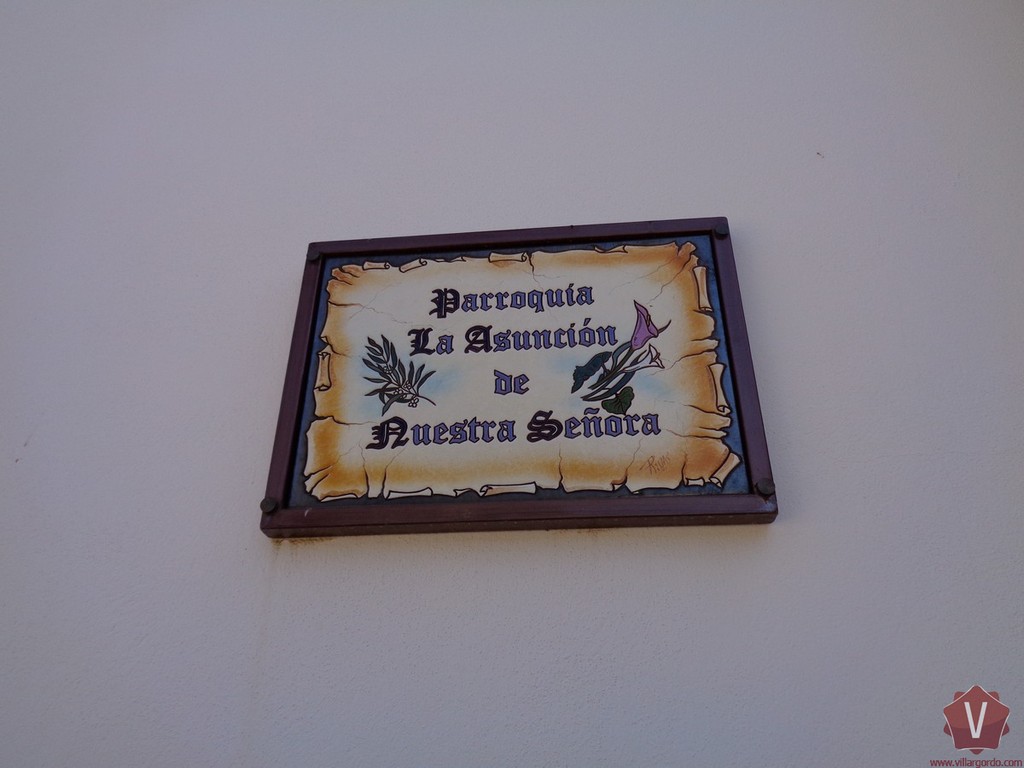 Parroquia
La Asunción
de
Nuestra Señora
V
www.villargordo.com